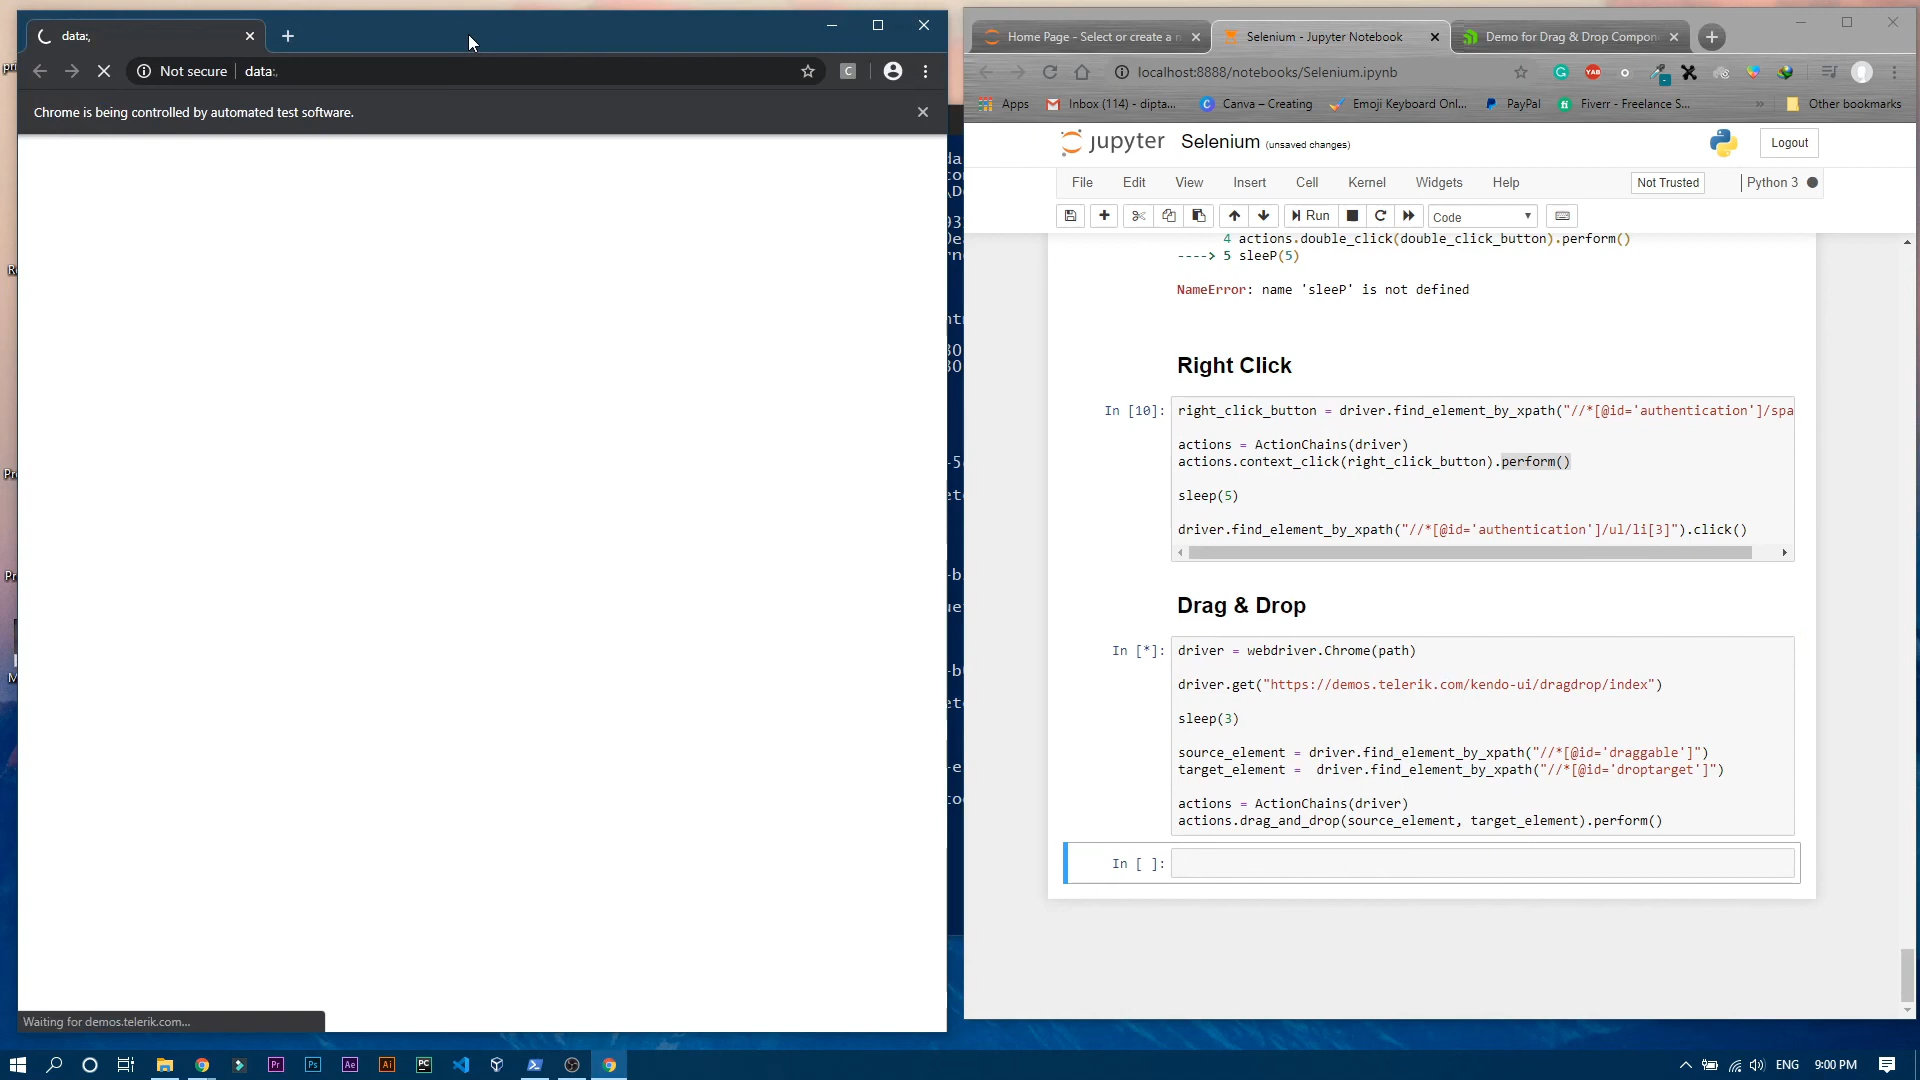 data:,
Not secure
data:,
Chrome is being controlled by automated test software.
Waiting for demos.telerik.com...
Home Page - Select or create a n
Selenium - Jupyter Notebook
Demo for Drag & Drop Compon
localhost:8888/notebooks/Selenium.ipynb
Apps
Inbox (114) - dipta...
Canva – Creating
Emoji Keyboard Onl...
PayPal
Fiverr - Freelance S...
»
Other bookmarks
jupyter
Selenium (unsaved changes)
Logout
File
Edit
View
Insert
Cell
Kernel
Widgets
Help
Not Trusted
Python 3
Run
Code
4 actions.double_click(double_click_button).perform()
----> 5 sleeP(5)
NameError: name 'sleeP' is not defined
Right Click
In [10]:
right_click_button = driver.find_element_by_xpath("//*[@id='authentication']/spa
actions = ActionChains(driver)
actions.context_click(right_click_button).perform()
sleep(5)
driver.find_element_by_xpath("//*[@id='authentication']/ul/li[3]").click()
Drag & Drop
In [*]:
driver = webdriver.Chrome(path)
driver.get("https://demos.telerik.com/kendo-ui/dragdrop/index")
sleep(3)
source_element = driver.find_element_by_xpath("//*[@id='draggable']")
target_element =  driver.find_element_by_xpath("//*[@id='droptarget']")
actions = ActionChains(driver)
actions.drag_and_drop(source_element, target_element).perform()
In [ ]:
Pr
Ps
Ae
Ai
PC
ENG
9:00 PM